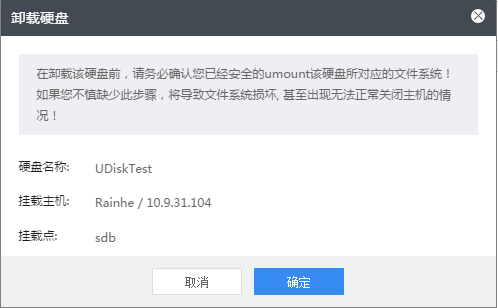 卸载硬盘
在卸载该硬盘前，请务必确认您已经安全的umount该硬盘所对应的文件系统！
如果您不慎缺少此步骤，将导致文件系统损坏, 甚至出现无法正常关闭主机的情
况！
硬盘名称: UDiskTest
挂载主机: Rainhe / 10.9.31.104
挂载点: sdb
取消 确定